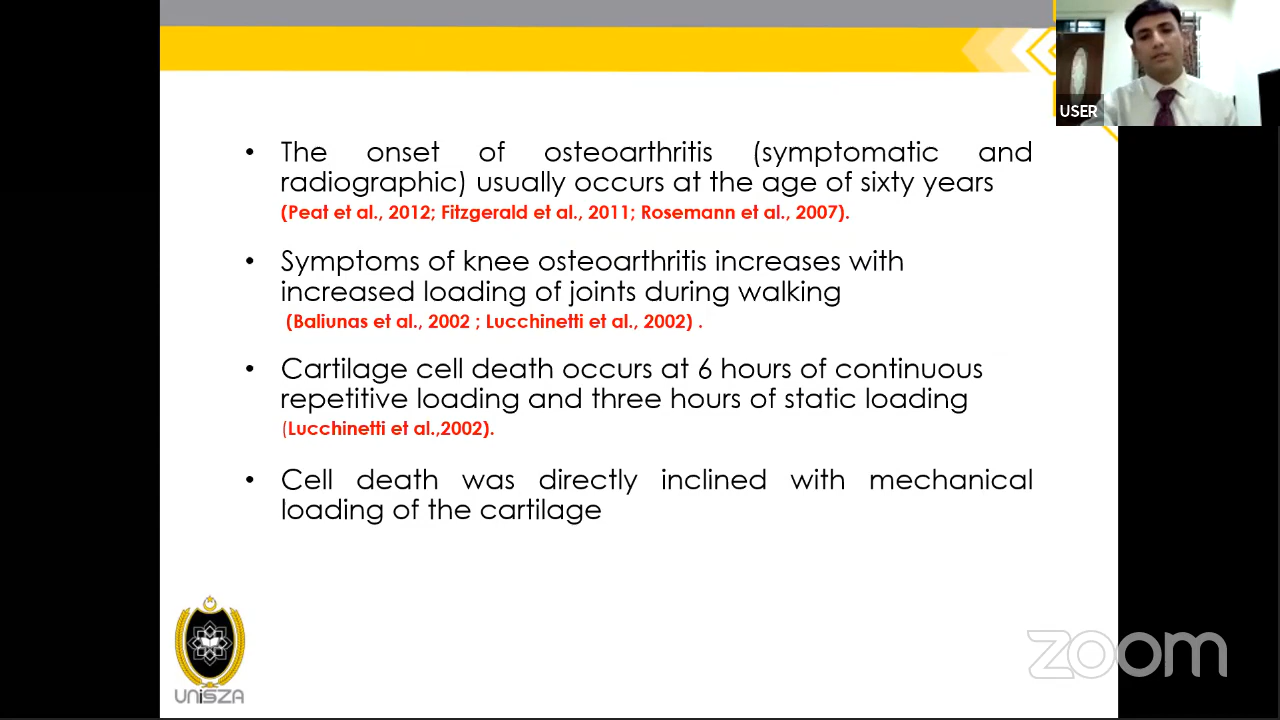 USER
• The onset of osteoarthritis (symptomatic and
radiographic) usually occurs at the age of sixty years
(Peat et al., 2012; Fitzgerald et al., 2011; Rosemann et al., 2007).
• Symptoms of knee osteoarthritis increases with
increased loading of joints during walking
(Baliunas et al., 2002 ; Lucchinetti et al., 2002) .
• Cartilage cell death occurs at 6 hours of continuous
repetitive loading and three hours of static loading
(Lucchinetti et al.,2002).
• Cell death was directly inclined with mechanical
loading of the cartilage
UNiSZA
zoom